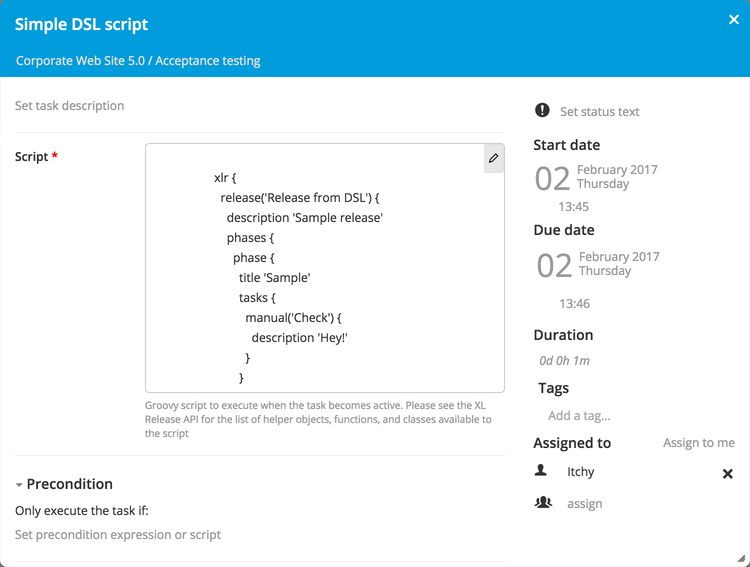 Simple DSL script
Corporate Web Site 5.0 / Acceptance testing
Set task description
Script *
xlr {
release('Release from DSL') {
description 'Sample release'
phases {
phase {
title 'Sample'
tasks {
manual('Check') {
description 'Hey!'
}
}
Groovy script to execute when the task becomes active. Please see the XL
Release API for the list of helper objects, functions, and classes available to
the script
Precondition
Only execute the task if:
Set precondition expression or script
Set status text
Start date
02
February 2017
Thursday
13:45
Due date
02
February 2017
Thursday
13:46
Duration
0d 0h 1m
Tags
Add a tag...
Assigned to
Assign to me
Itchy
assign